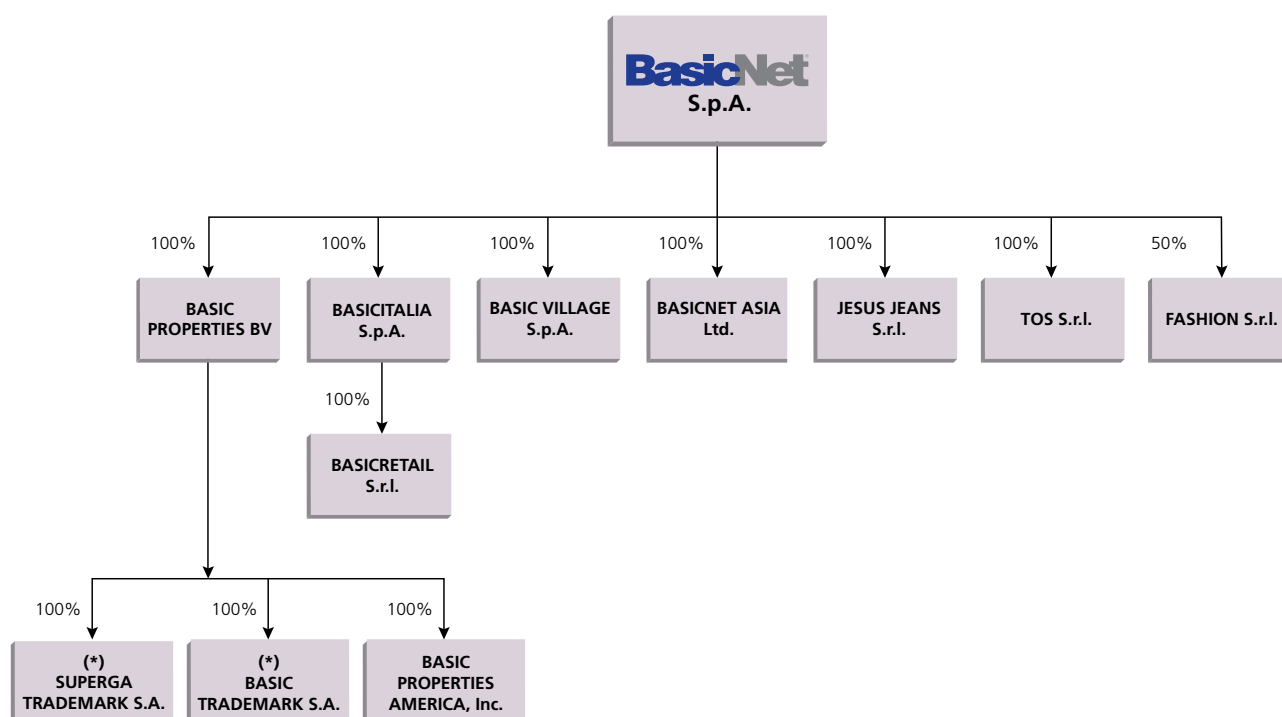 BasicNet
S.p.A.
100%
100%
100%
100%
100%
100%
50%
BASIC
PROPERTIES BV
BASICITALIA
S.p.A.
BASIC VILLAGE
S.p.A.
BASICNET ASIA
Ltd.
JESUS JEANS
S.r.l.
TOS S.r.l.
FASHION S.r.l.
100%
BASICRETAIL
S.r.l.
100%
100%
100%
(*)
SUPERGA
TRADEMARK S.A.
(*)
BASIC
TRADEMARK S.A.
BASIC
PROPERTIES
AMERICA, Inc.